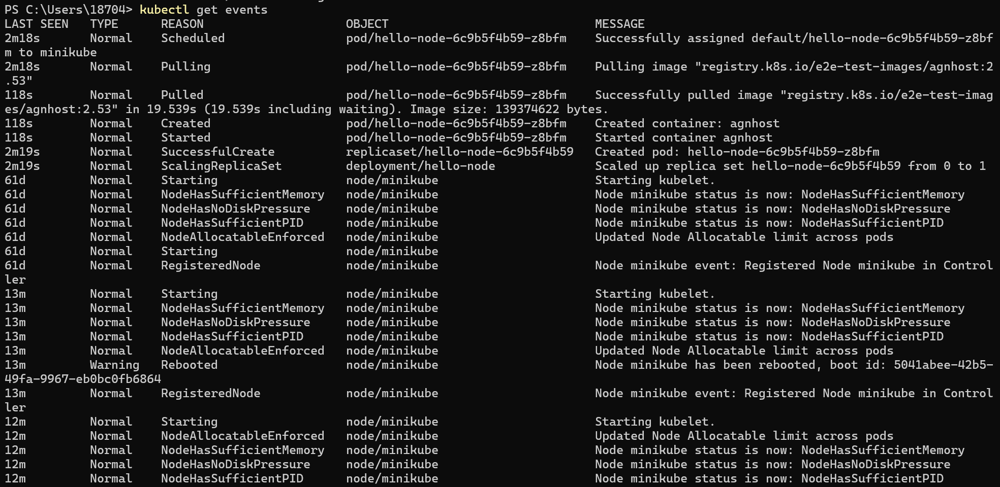 PS C:\Users\18704> kubectl get events
LAST SEEN   TYPE      REASON                    OBJECT                             MESSAGE
2m18s       Normal    Scheduled                 pod/hello-node-6c9b5f4b59-z8bfm    Successfully assigned default/hello-node-6c9b5f4b59-z8bf
m to minikube
2m18s       Normal    Pulling                   pod/hello-node-6c9b5f4b59-z8bfm    Pulling image "registry.k8s.io/e2e-test-images/agnhost:2
.53"
118s        Normal    Pulled                    pod/hello-node-6c9b5f4b59-z8bfm    Successfully pulled image "registry.k8s.io/e2e-test-imag
es/agnhost:2.53" in 19.539s (19.539s including waiting). Image size: 139374622 bytes.
118s        Normal    Created                   pod/hello-node-6c9b5f4b59-z8bfm    Created container: agnhost
118s        Normal    Started                   pod/hello-node-6c9b5f4b59-z8bfm    Started container agnhost
2m19s       Normal    SuccessfulCreate          replicaset/hello-node-6c9b5f4b59   Created pod: hello-node-6c9b5f4b59-z8bfm
2m19s       Normal    ScalingReplicaSet         deployment/hello-node              Scaled up replica set hello-node-6c9b5f4b59 from 0 to 1
61d         Normal    Starting                  node/minikube                      Starting kubelet.
61d         Normal    NodeHasSufficientMemory   node/minikube                      Node minikube status is now: NodeHasSufficientMemory
61d         Normal    NodeHasNoDiskPressure     node/minikube                      Node minikube status is now: NodeHasNoDiskPressure
61d         Normal    NodeHasSufficientPID      node/minikube                      Node minikube status is now: NodeHasSufficientPID
61d         Normal    NodeAllocatableEnforced   node/minikube                      Updated Node Allocatable limit across pods
61d         Normal    Starting                  node/minikube
61d         Normal    RegisteredNode            node/minikube                      Node minikube event: Registered Node minikube in Control
ler
13m         Normal    Starting                  node/minikube                      Starting kubelet.
13m         Normal    NodeHasSufficientMemory   node/minikube                      Node minikube status is now: NodeHasSufficientMemory
13m         Normal    NodeHasNoDiskPressure     node/minikube                      Node minikube status is now: NodeHasNoDiskPressure
13m         Normal    NodeHasSufficientPID      node/minikube                      Node minikube status is now: NodeHasSufficientPID
13m         Normal    NodeAllocatableEnforced   node/minikube                      Updated Node Allocatable limit across pods
13m         Warning   Rebooted                  node/minikube                      Node minikube has been rebooted, boot id: 5041abee-42b5-
49fa-9967-eb0bc0fb6864
13m         Normal    RegisteredNode            node/minikube                      Node minikube event: Registered Node minikube in Control
ler
12m         Normal    Starting                  node/minikube                      Starting kubelet.
12m         Normal    NodeAllocatableEnforced   node/minikube                      Updated Node Allocatable limit across pods
12m         Normal    NodeHasSufficientMemory   node/minikube                      Node minikube status is now: NodeHasSufficientMemory
12m         Normal    NodeHasNoDiskPressure     node/minikube                      Node minikube status is now: NodeHasNoDiskPressure
12m         Normal    NodeHasSufficientPID      node/minikube                      Node minikube status is now: NodeHasSufficientPID